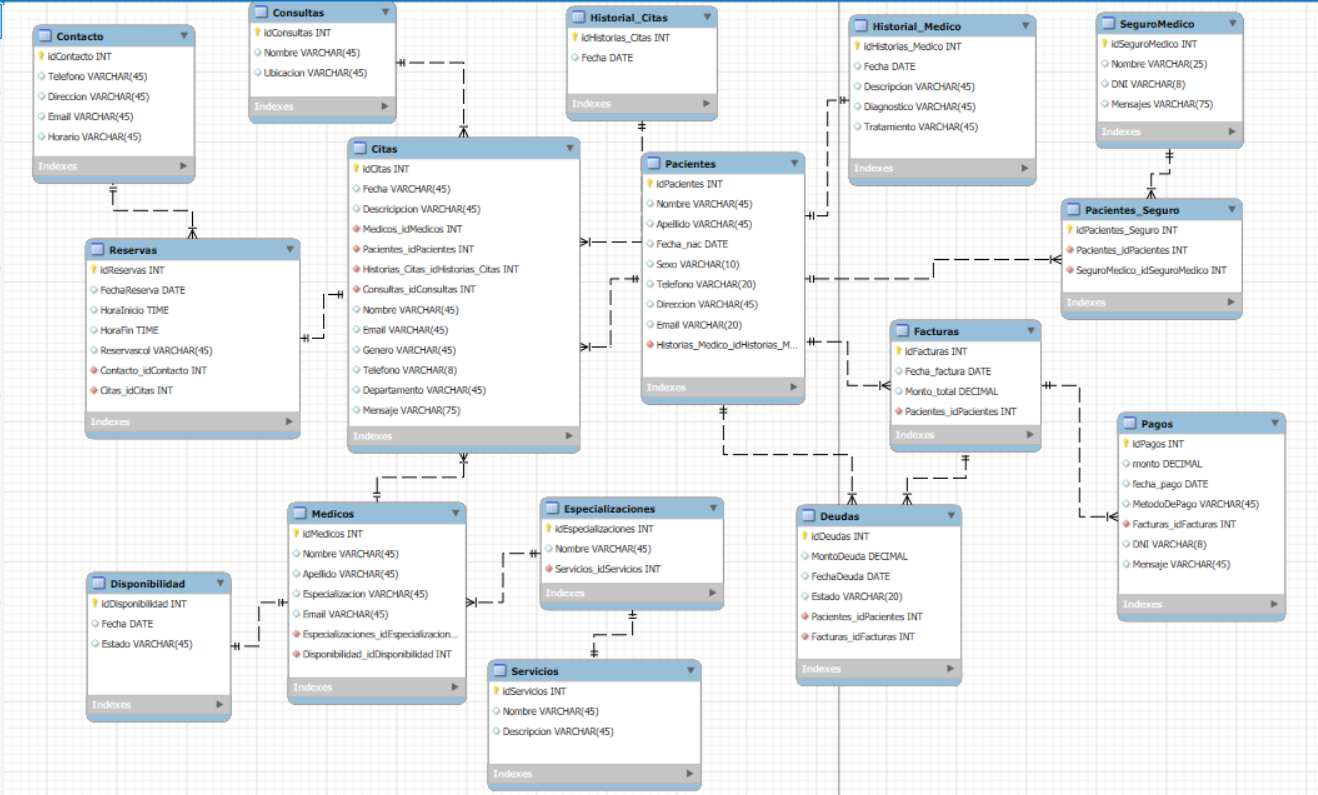 Contacto
idContacto INT
Telefono VARCHAR(45)
Direccion VARCHAR(45)
Email VARCHAR(45)
Horario VARCHAR(45)
Indexes
Consultas
idConsultas INT
Nombre VARCHAR(45)
Ubicacion VARCHAR(45)
Indexes
Historial_Citas
idHistorias_Citas INT
Fecha DATE
Indexes
Historial_Medico
idHistorias_Medico INT
Fecha DATE
Descripcion VARCHAR(45)
Diagnostico VARCHAR(45)
Tratamiento VARCHAR(45)
Indexes
SeguroMedico
idSeguroMedico INT
Nombre VARCHAR(25)
DNI VARCHAR(8)
Mensajes VARCHAR(75)
Indexes
Citas
idCitas INT
Fecha VARCHAR(45)
Descricipcion VARCHAR(45)
Medicos_idMedicos INT
Pacientes_idPacientes INT
Historias_Citas_idHistorias_Citas INT
Consultas_idConsultas INT
Nombre VARCHAR(45)
Email VARCHAR(45)
Genero VARCHAR(45)
Telefono VARCHAR(8)
Departamento VARCHAR(45)
Mensaje VARCHAR(75)
Indexes
Pacientes
idPacientes INT
Nombre VARCHAR(45)
Apellido VARCHAR(45)
Fecha_nac DATE
Sexo VARCHAR(10)
Telefono VARCHAR(20)
Direccion VARCHAR(45)
Email VARCHAR(20)
Historias_Medico_idHistorias_M...
Indexes
Pacientes_Seguro
idPacientes_Seguro INT
Pacientes_idPacientes INT
SeguroMedico_idSeguroMedico INT
Indexes
Reservas
idReservas INT
FechaReserva DATE
HoraInicio TIME
HoraFin TIME
Reservascol VARCHAR(45)
Contacto_idContacto INT
Citas_idCitas INT
Indexes
Facturas
idFacturas INT
Fecha_factura DATE
Monto_total DECIMAL
Pacientes_idPacientes INT
Indexes
Pagos
idPagos INT
monto DECIMAL
fecha_pago DATE
MetodoDePago VARCHAR(45)
Facturas_idFacturas INT
DNI VARCHAR(8)
Mensaje VARCHAR(45)
Indexes
Medicos
idMedicos INT
Nombre VARCHAR(45)
Apellido VARCHAR(45)
Especializacion VARCHAR(45)
Email VARCHAR(45)
Especializaciones_idEspecializacion...
Disponibilidad_idDisponibilidad INT
Indexes
Especializaciones
idEspecializaciones INT
Nombre VARCHAR(45)
Servicios_idServicios INT
Indexes
Deudas
idDeudas INT
MontoDeuda DECIMAL
FechaDeuda DATE
Estado VARCHAR(20)
Pacientes_idPacientes INT
Facturas_idFacturas INT
Indexes
Disponibilidad
idDisponibilidad INT
Fecha DATE
Estado VARCHAR(45)
Indexes
Servicios
idServicios INT
Nombre VARCHAR(45)
Descripcion VARCHAR(45)
Indexes